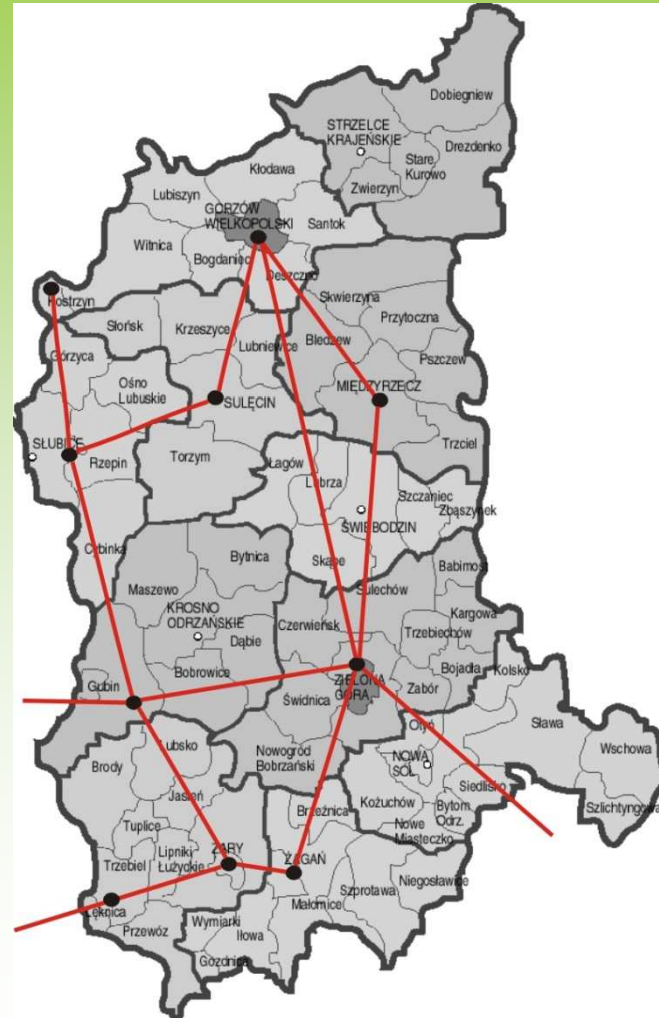 Dobiegniew
STRZELCE
KRAJEŃSKIE
Drezdenko
Stare
Kurowo
Kłodawa
Zwierzyn
Lubiszyn
GORZÓW
WIELKOPOLSKI
Santok
Witnica
Bogdaniec
Deszczno
Kostrzyn
Skwierzyna
Słońsk
Krzeszyce
Przytoczna
Lubniewice
Bledzew
Górzyca
Pszczew
Ośno
Lubuskie
MIĘDZYRZECZ
SULĘCIN
SŁUBICE
Rzepin
Torzym
Trzciel
Łagów
Lubrza
Szczaniec
Zbąszynek
ŚWIEBODZIN
Cybinka
Bytnica
Skąpe
Babimost
Maszewo
Sulechów
KROSNO
ODRZAŃSKIE
Kargowa
Czerwieńsk
Trzebiechów
Dąbie
Bojadła
Kolsko
Bobrowice
ZIELONA
GÓRA
Gubin
Zabór
Świdnica
Sława
Otyń
Lubsko
Nowogród
Bobrzański
NOWA
SÓL
Wschowa
Brody
Siedlisko
Jasień
Kożuchów
Bytom
Odrz.
Szlichtyngowa
Brzeźnica
Tuplice
Nowe
Miasteczko
Lipniki
Łużyckie
ŻARY
Trzebiel
ŻAGAŃ
Niegosławice
Szprotawa
Małomice
Łęknica
Przewóz
Wymiarki
Iłowa
Gozdnica